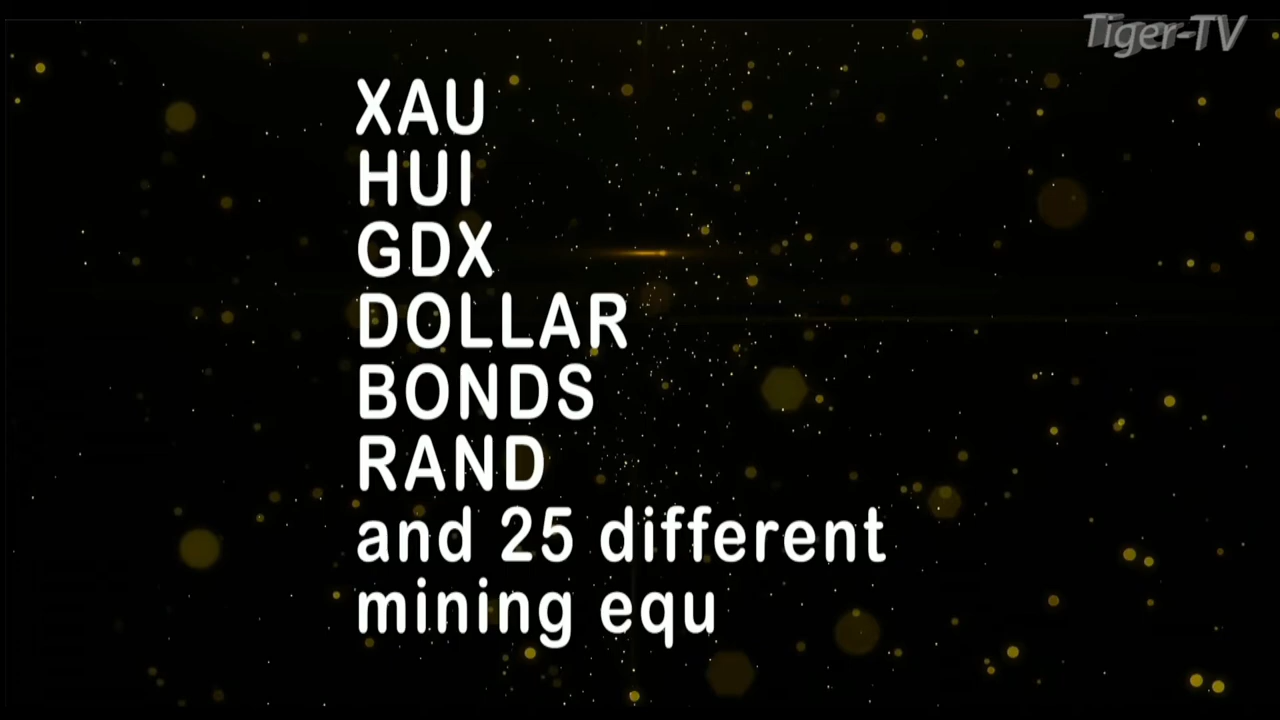 Tiger-TV
XAU
HUI
GDX
DOLLAR
BONDS
RAND
and 25 different
mining equ